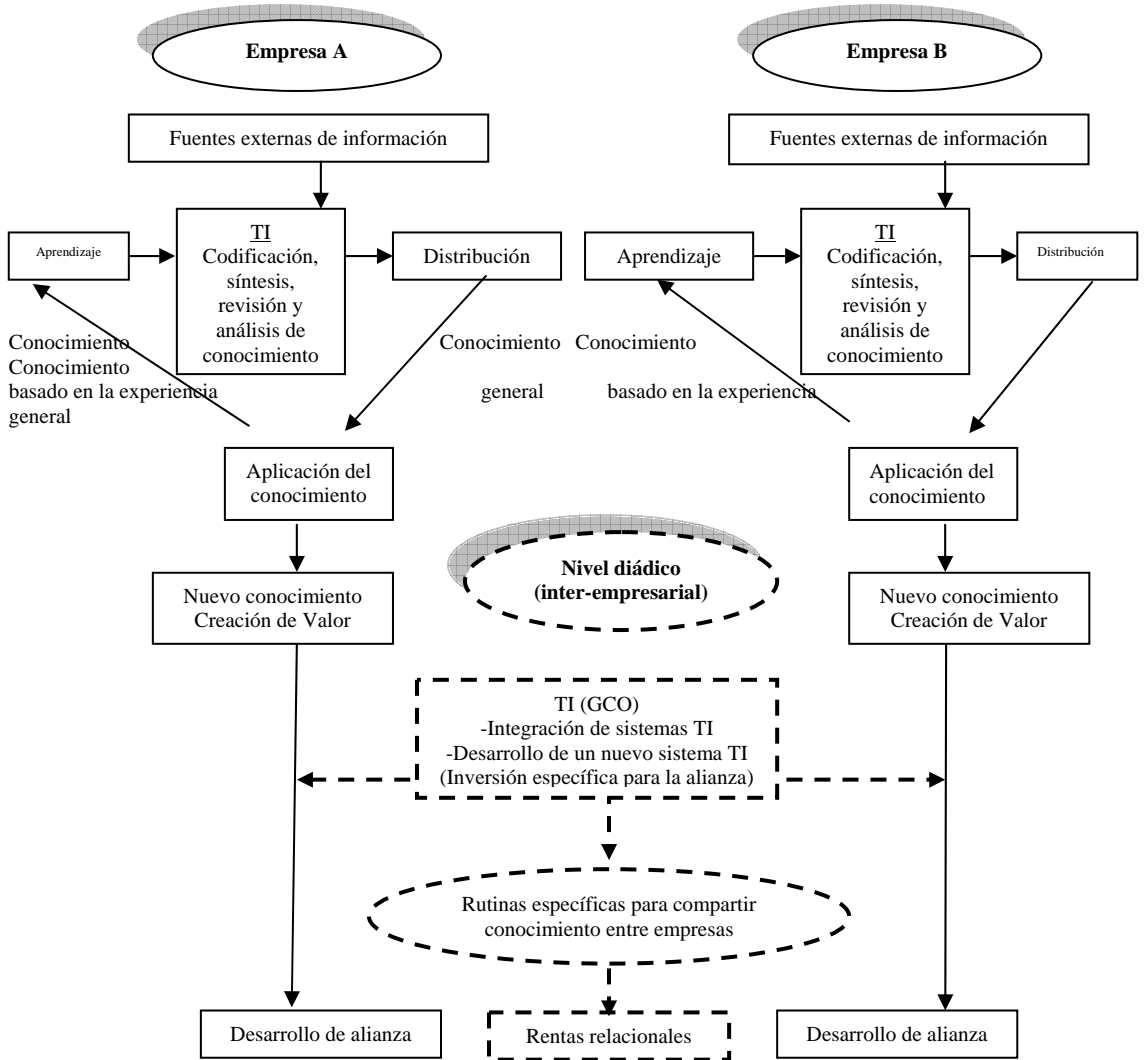 Empresa A
Empresa B
Fuentes externas de información
Fuentes externas de información
Aprendizaje
TI
Codificación,
síntesis,
revisión y
análisis de
conocimiento
Distribución
Aprendizaje
TI
Codificación,
síntesis,
revisión y
análisis de
conocimiento
Distribución
Conocimiento
Conocimiento
basado en la experiencia
general
Conocimiento
general
Conocimiento
basado en la experiencia
Aplicación del
conocimiento
Aplicación del
conocimiento
Nivel diádico
(inter-empresarial)
Nuevo conocimiento
Creación de Valor
Nuevo conocimiento
Creación de Valor
TI (GCO)
-Integración de sistemas TI
-Desarrollo de un nuevo sistema TI
(Inversión específica para la alianza)
Rutinas específicas para compartir
conocimiento entre empresas
Desarrollo de alianza
Rentas relacionales
Desarrollo de alianza